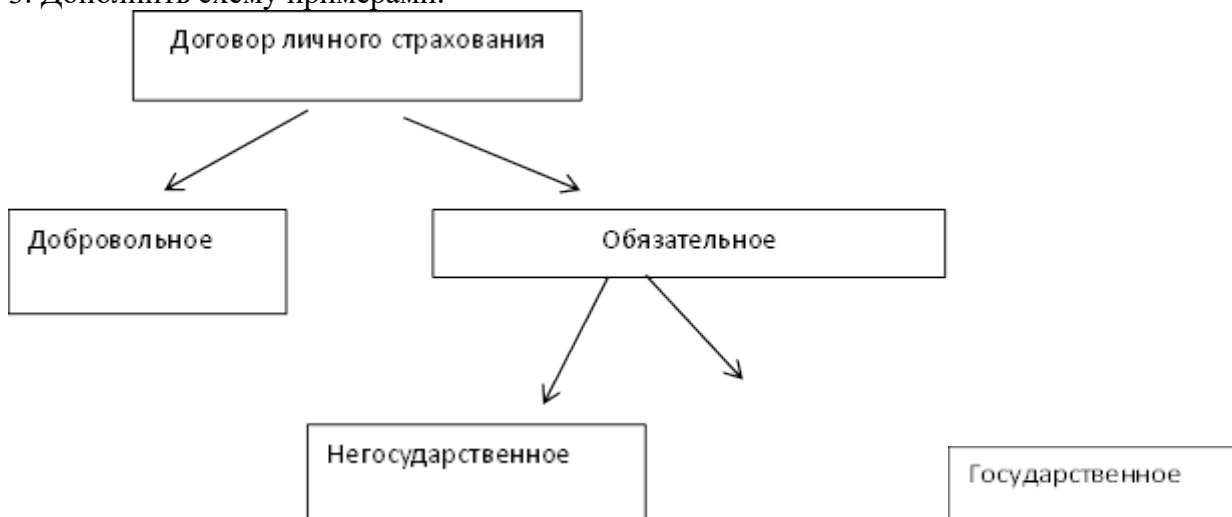 3. Дополнить схему примерами.
Договор личного страхования
Добровольное
Обязательное
Негосударственное
Государственное